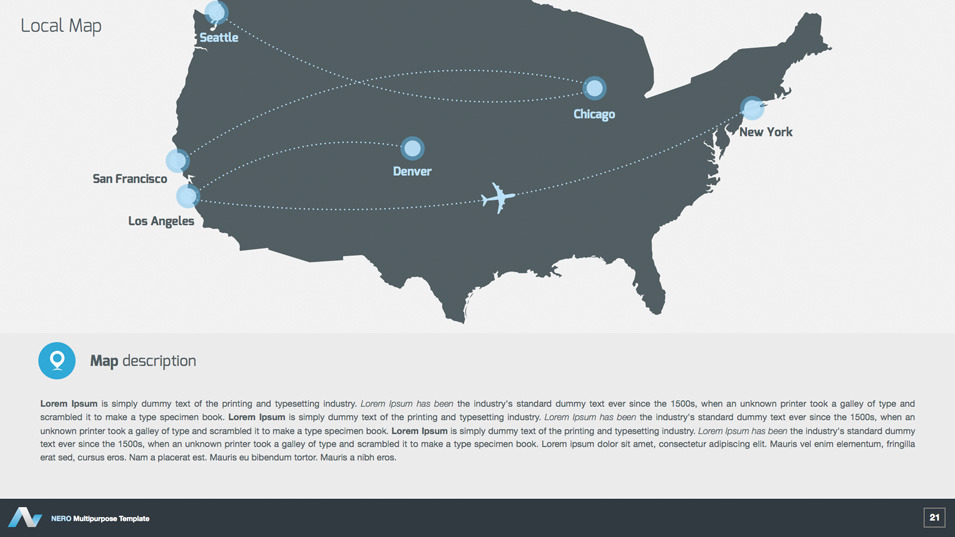 Local Map
Seattle
Chicago
New York
Denver
San Francisco
Los Angeles
Map description
Lorem Ipsum is simply dummy text of the printing and typesetting industry. Lorem Ipsum has been the industry's standard dummy text ever since the 1500s, when an unknown printer took a galley of type and
scrambled it to make a type specimen book. Lorem Ipsum is simply dummy text of the printing and typesetting industry. Lorem Ipsum has been the industry's standard dummy text ever since the 1500s, when an
unknown printer took a galley of type and scrambled it to make a type specimen book. Lorem Ipsum is simply dummy text of the printing and typesetting industry. Lorem Ipsum has been the industry's standard dummy
text ever since the 1500s, when an unknown printer took a galley of type and scrambled it to make a type specimen book. Lorem ipsum dolor sit amet, consectetur adipiscing elit. Mauris vel enim elementum, fringilla
erat sed, cursus eros. Nam a placerat est. Mauris eu bibendum tortor. Mauris a nibh eros.
NERO Multipurpose Template
21